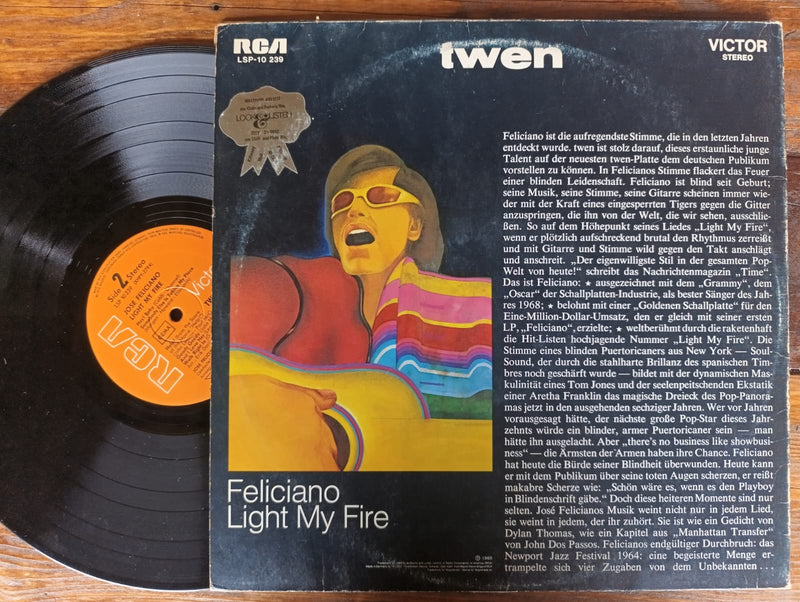 RCA
LSP-10 239
twen
VICTOR
STEREO
LOOK & LISTEN
Feliciano ist die aufregendste Stimme, die in den letzten Jahren
entdeckt wurde. twen ist stolz darauf, dieses erstaunliche junge
Talent auf der neuesten twen-Platte dem deutschen Publikum
vorstellen zu können. In Felicianos Stimme flackert das Feuer
einer blinden Leidenschaft. Feliciano ist blind seit Geburt;
seine Musik, seine Stimme, seine Gitarre scheinen immer wie-
der mit der Kraft eines eingesperrten Tigers gegen die Gitter
anzuspringen, die ihn von der Welt, die wir sehen, ausschlie-
ßen. So auf dem Höhepunkt seines Liedes „Light My Fire",
wenn er plötzlich aufschreckend brutal den Rhythmus zerreißt
und mit Gitarre und Stimme wild gegen den Takt anschlägt
und anschreit. „Der eigenwilligste Stil in der gesamten Pop-
Welt von heute!" schreibt das Nachrichtenmagazin „Time".
Das ist Feliciano: ★ ausgezeichnet mit dem „Grammy", dem
„Oscar" der Schallplatten-Industrie, als bester Sänger des Jah-
res 1968; ★ belohnt mit einer „Goldenen Schallplatte" für den
Eine-Million-Dollar-Umsatz, den er gleich mit seiner ersten
LP, „Feliciano", erzielte; ★ weltberühmt durch die raketenhaft
die Hit-Listen hochjagende Nummer „Light My Fire". Die
Stimme eines blinden Puertoricaners aus New York — Soul-
Sound, der durch die stahlharte Brillanz des spanischen Tim-
bres noch geschärft wurde — bildet mit der dynamischen Mas-
kulinität eines Tom Jones und der seelenpeitschenden Ekstatik
einer Aretha Franklin das magische Dreieck des Pop-Panora-
mas jetzt in den ausgehenden sechziger Jahren. Wer vor Jahren
vorausgesagt hätte, der nächste große Pop-Star dieses Jahr-
zehnts würde ein blinder, armer Puertoricaner sein — man
hätte ihn ausgelacht. Aber „there's no business like showbusi-
ness" — die Ärmsten der Armen haben ihre Chance. Feliciano
hat heute die Bürde seiner Blindheit überwunden. Heute kann
er mit dem Publikum über seine toten Augen scherzen, er reißt
makabre Scherze wie: „Schön wäre es, wenn es den Playboy
in Blindenschrift gäbe." Doch diese heiteren Momente sind nur
selten. José Felicianos Musik weint nicht nur in jedem Lied,
sie weint in jedem, der ihr zuhört. Sie ist wie ein Gedicht von
Dylan Thomas, wie ein Kapitel aus „Manhattan Transfer"
von John Dos Passos. Felicianos endgültiger Durchbruch: das
Newport Jazz Festival 1964: eine begeisterte Menge er-
trampelte sich vier Zugaben von dem Unbekannten . . .
Feliciano
Light My Fire
℗ 1969
Side 2 Stereo
JOSÉ FELICIANO
LIGHT MY FIRE
Victor
RCA